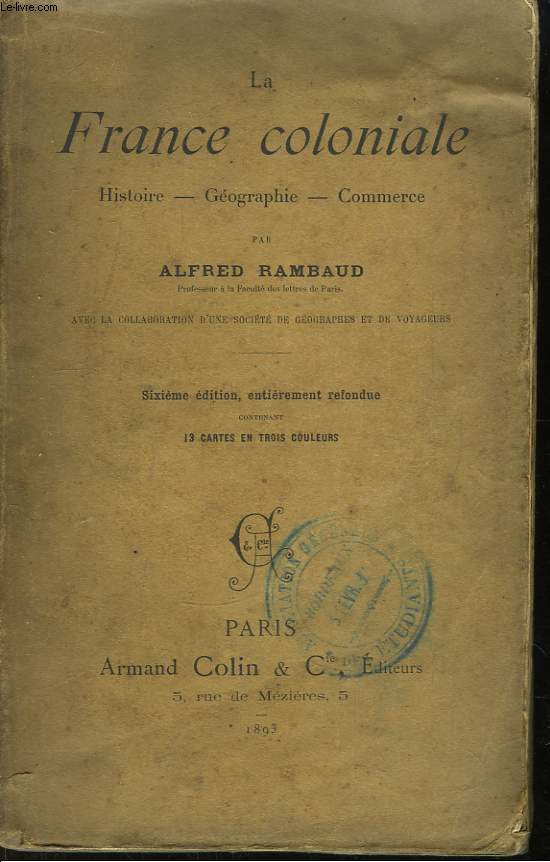 Le-livre.com
La
France coloniale
Histoire — Géographie — Commerce
PAR
ALFRED RAMBAUD
Professeur à la Faculté des lettres de Paris.
AVEC LA COLLABORATION D'UNE SOCIÉTÉ DE GÉOGRAPHES ET DE VOYAGEURS
Sixième édition, entièrement refondue
CONTENANT
13 CARTES EN TROIS COULEURS
PARIS
Armand Colin & Cie, Éditeurs
5, rue de Mézières, 5
1893